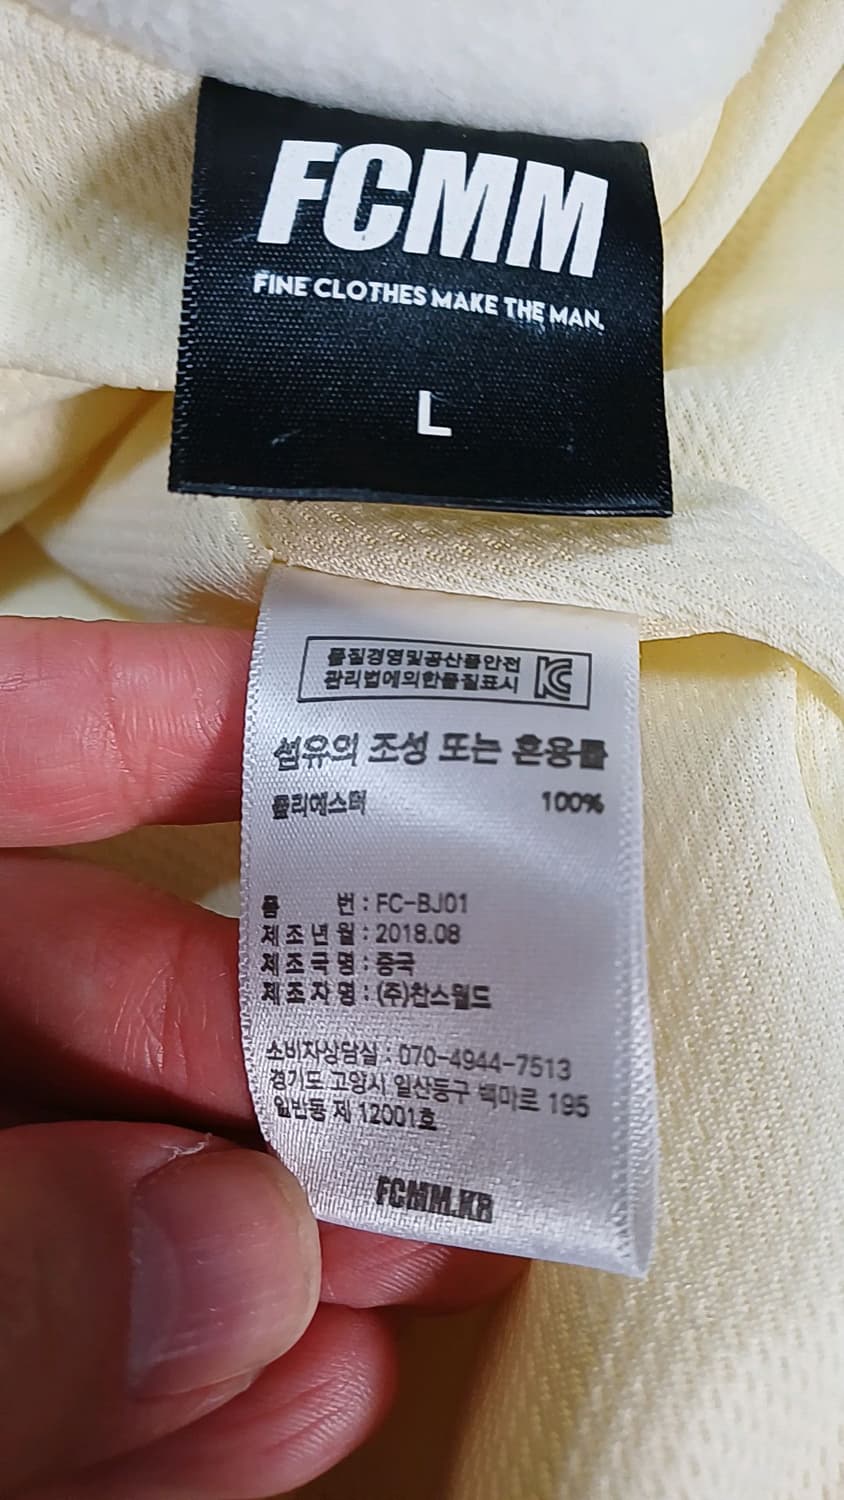 FCMM
FINE CLOTHES MAKE THE MAN.
L
품질경영및공산품안전
관리법에의한품질표시
KC
섬유의 조성 또는 혼용률
폴리에스터 100%
품 번 : FC-BJ01
제조년월 : 2018.08
제조국명 : 중국
제조자명 : (주)찬스월드
소비자상담실 : 070-4944-7513
경기도 고양시 일산동구 백마로 195
일반동 제 12001호
FCMM.KR